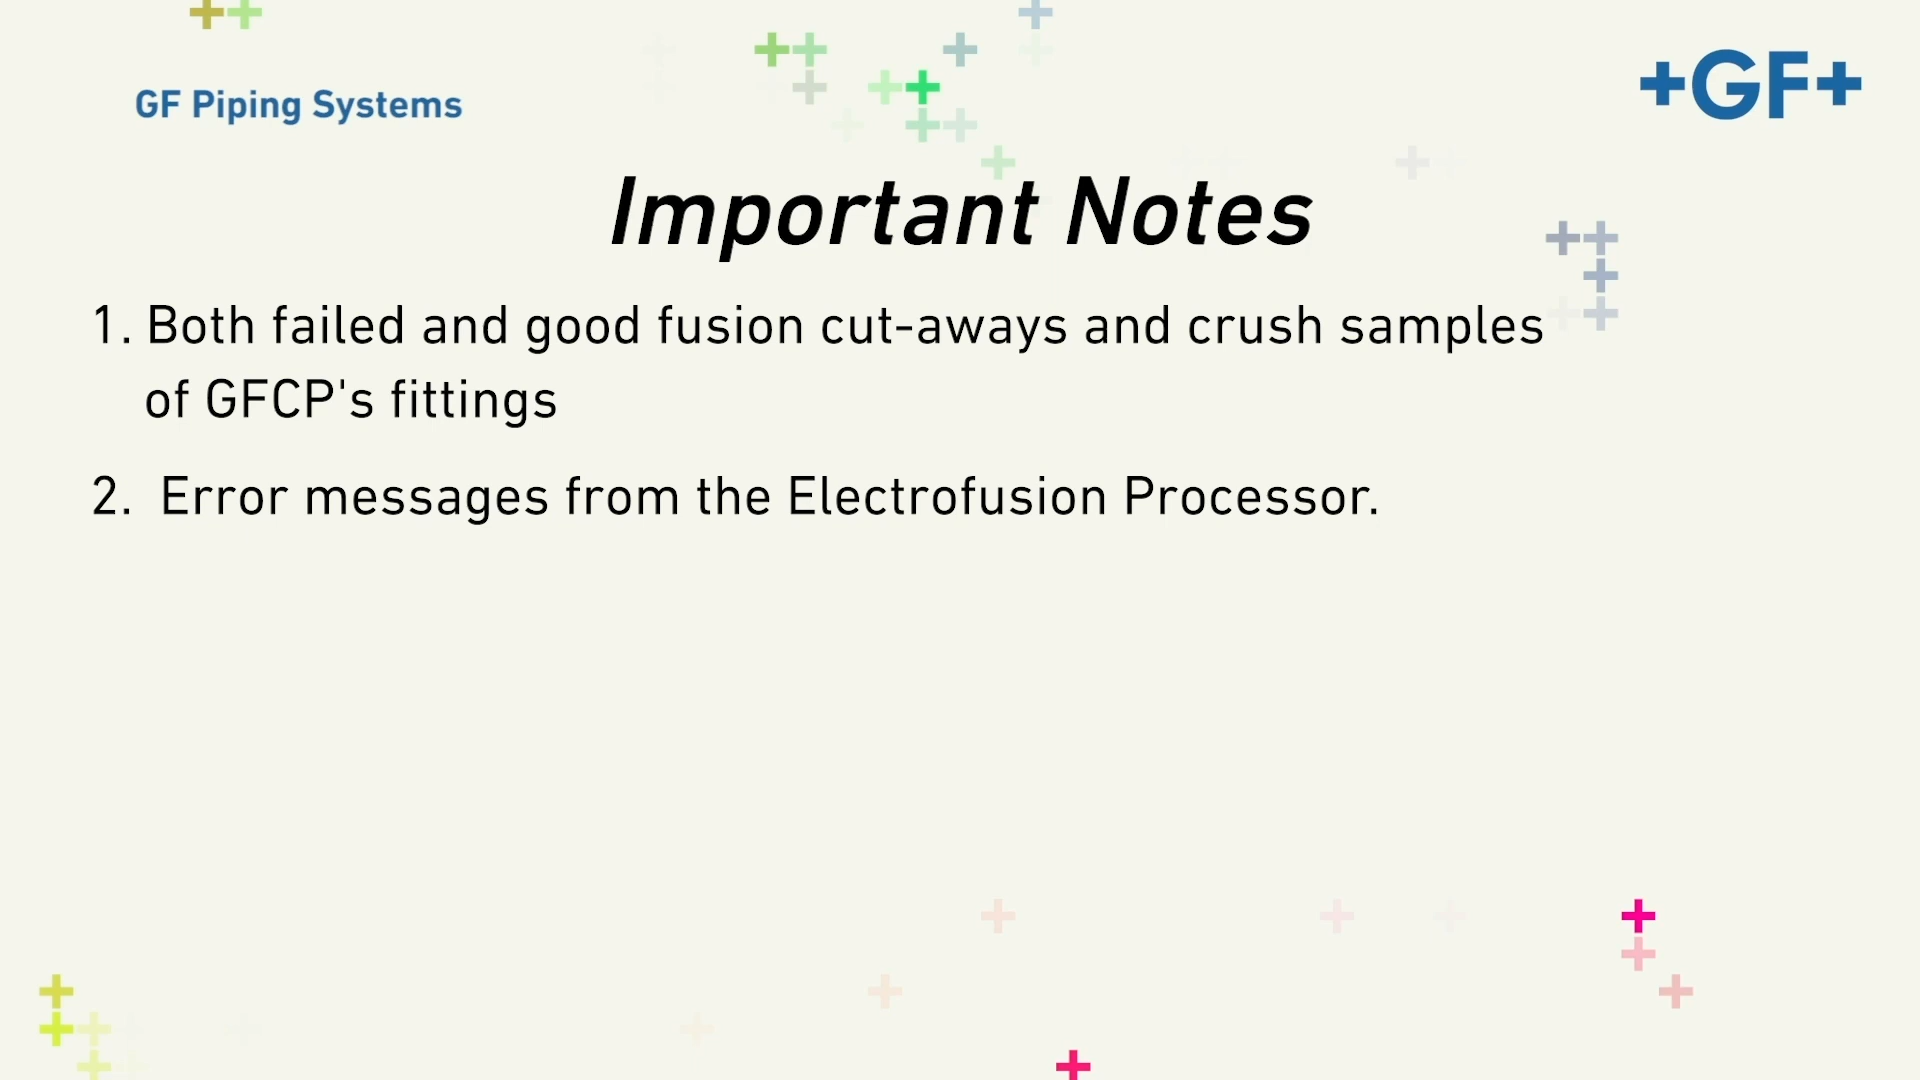 GF Piping Systems
+GF+
Important Notes
1. Both failed and good fusion cut-aways and crush samples
of GFCP's fittings
2. Error messages from the Electrofusion Processor.